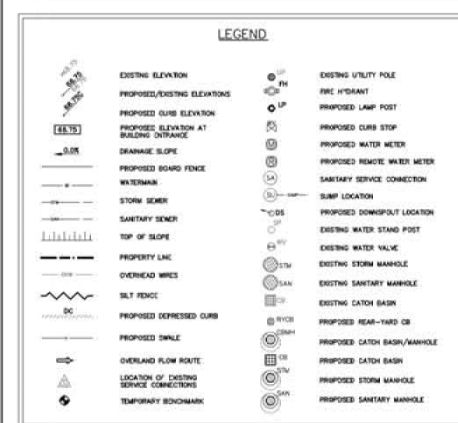 LEGEND
EXISTING ELEVATION
PROPOSED/EXISTING ELEVATIONS
PROPOSED CURB ELEVATION
68.75
PROPOSED ELEVATION AT
BUILDING ENTRANCE
0.0%
DRAINAGE SLOPE
PROPOSED BOARD FENCE
WATERMAIN
STORM SEWER
SANITARY SEWER
TOP OF SLOPE
PROPERTY LINE
OVERHEAD WIRES
SILT FENCE
DC
PROPOSED DEPRESSED CURB
PROPOSED SWALE
OVERLAND FLOW ROUTE
LOCATION OF EXISTING
SERVICE CONNECTIONS
TEMPORARY BENCHMARK
EXISTING UTILITY POLE
FH
FIRE HYDRANT
LP
PROPOSED LAMP POST
PROPOSED CURB STOP
PROPOSED WATER METER
PROPOSED REMOTE WATER METER
SA
SANITARY SERVICE CONNECTION
SU
SUMP LOCATION
DS
PROPOSED DOWNSPOUT LOCATION
EXISTING WATER STAND POST
EXISTING WATER VALVE
STM
EXISTING STORM MANHOLE
SAN
EXISTING SANITARY MANHOLE
CB
EXISTING CATCH BASIN
RYCB
PROPOSED REAR-YARD CB
CBMH
PROPOSED CATCH BASIN/MANHOLE
CB
PROPOSED CATCH BASIN
STM
PROPOSED STORM MANHOLE
SAN
PROPOSED SANITARY MANHOLE